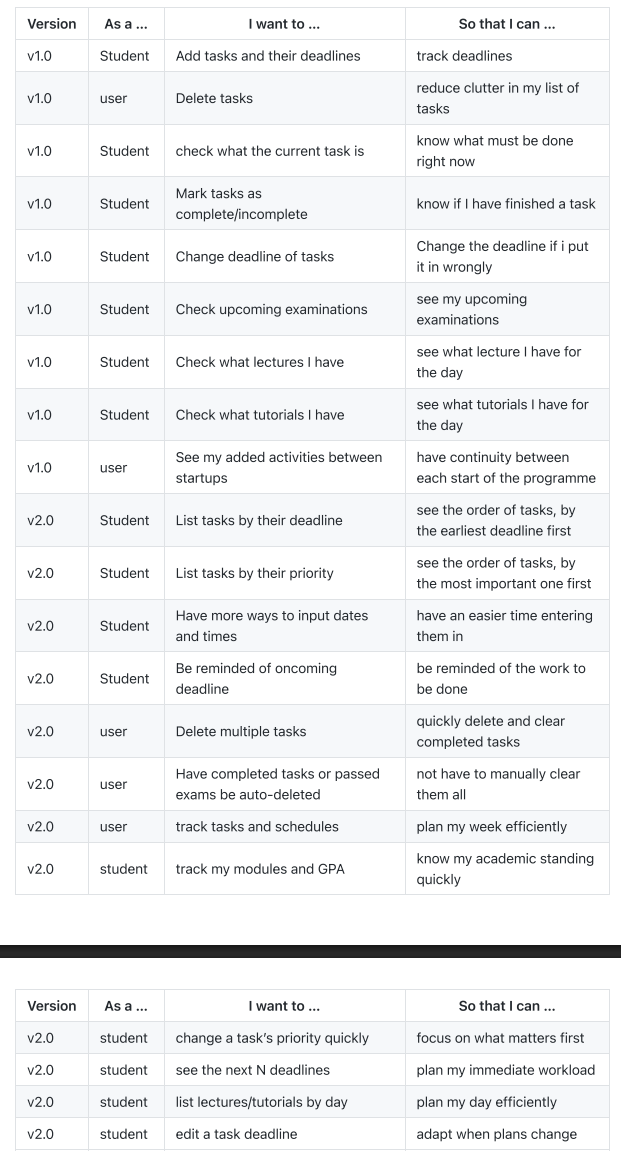 Version As a ... I want to ... So that I can ...
v1.0 Student Add tasks and their deadlines track deadlines
v1.0 user Delete tasks reduce clutter in my list of
tasks
v1.0 Student check what the current task is know what must be done
right now
v1.0 Student Mark tasks as
complete/incomplete know if I have finished a task
v1.0 Student Change deadline of tasks Change the deadline if i put
it in wrongly
v1.0 Student Check upcoming examinations see my upcoming
examinations
v1.0 Student Check what lectures I have see what lecture I have for
the day
v1.0 Student Check what tutorials I have see what tutorials I have for
the day
v1.0 user See my added activities between
startups have continuity between
each start of the programme
v2.0 Student List tasks by their deadline see the order of tasks, by
the earliest deadline first
v2.0 Student List tasks by their priority see the order of tasks, by
the most important one first
v2.0 Student Have more ways to input dates
and times have an easier time entering
them in
v2.0 Student Be reminded of oncoming
deadline be reminded of the work to
be done
v2.0 user Delete multiple tasks quickly delete and clear
completed tasks
v2.0 user Have completed tasks or passed
exams be auto-deleted not have to manually clear
them all
v2.0 user track tasks and schedules plan my week efficiently
v2.0 student track my modules and GPA know my academic standing
quickly
Version As a ... I want to ... So that I can ...
v2.0 student change a task’s priority quickly focus on what matters first
v2.0 student see the next N deadlines plan my immediate workload
v2.0 student list lectures/tutorials by day plan my day efficiently
v2.0 student edit a task deadline adapt when plans change